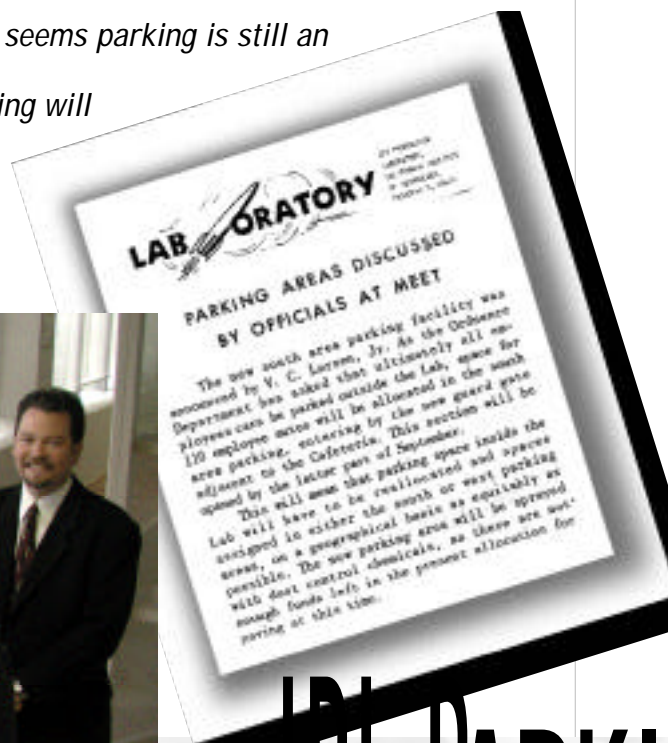 seems parking is still an
ing will
LAB ORATORY
PARKING AREAS DISCUSSED
BY OFFICIALS AT MEET
The new south area parking facility was
announced by V. C. Larsen, Jr. As the Ordnance
Department has asked that ultimately all em-
ployees cars be parked outside the Lab, space for
110 employee autos will be allocated in the south
area parking, entering by the new guard gate
adjacent to the Cafeteria. This section will be
opened by the latter part of September.
This will mean that parking space inside the
Lab will have to be reallocated and spaces
assigned in either the south or west parking
areas, on a geographical basis as equitably as
possible. The new parking area will be sprayed
with dust control chemicals, as there are not
enough funds left in the present allocation for
paving at this time.